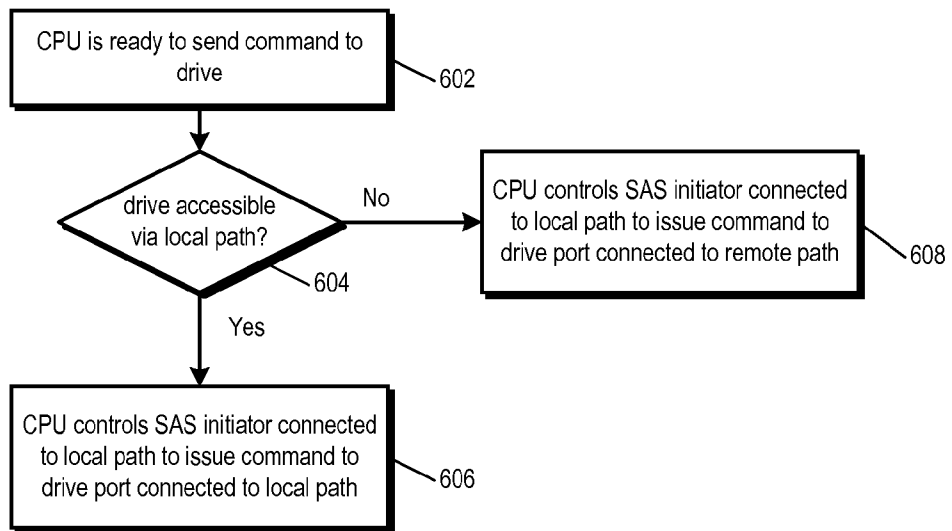 CPU is ready to send command to
drive
602
drive accessible
via local path?
604
No
CPU controls SAS initiator connected
to local path to issue command to
drive port connected to remote path
608
Yes
CPU controls SAS initiator connected
to local path to issue command to
drive port connected to local path
606